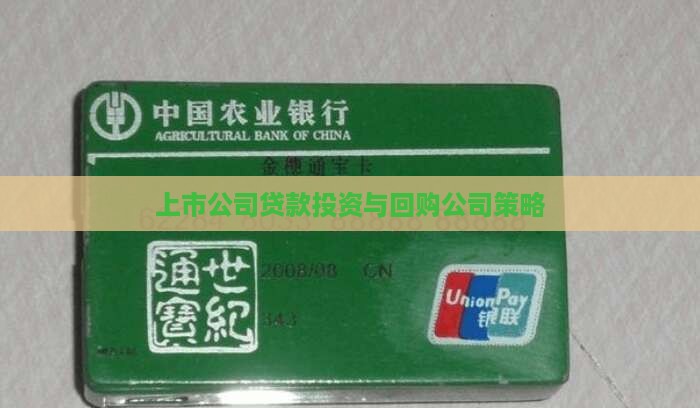 中国农业银行
AGRICULTURAL BANK OF CHINA
金穗通宝卡
上市公司贷款投资与回购公司策略
2008/08 CN
世纪
通寶
343
UnionPay
银联